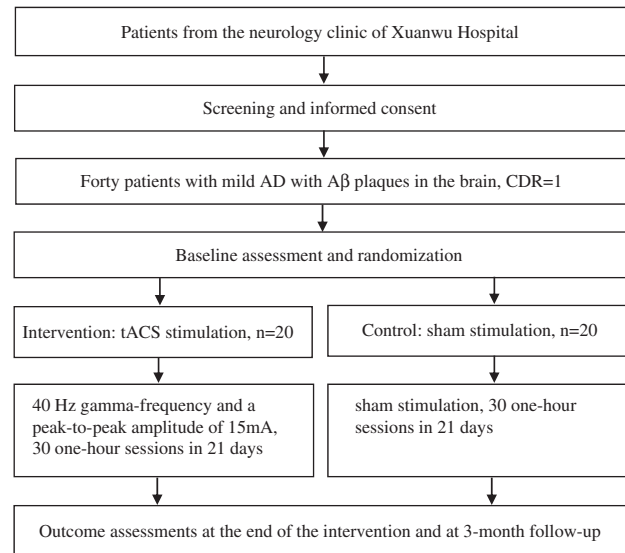 Patients from the neurology clinic of Xuanwu Hospital
Screening and informed consent
Forty patients with mild AD with Aβ plaques in the brain, CDR=1
Baseline assessment and randomization
Intervention: tACS stimulation, n=20
Control: sham stimulation, n=20
40 Hz gamma-frequency and a
peak-to-peak amplitude of 15mA,
30 one-hour sessions in 21 days
sham stimulation, 30 one-hour
sessions in 21 days
Outcome assessments at the end of the intervention and at 3-month follow-up